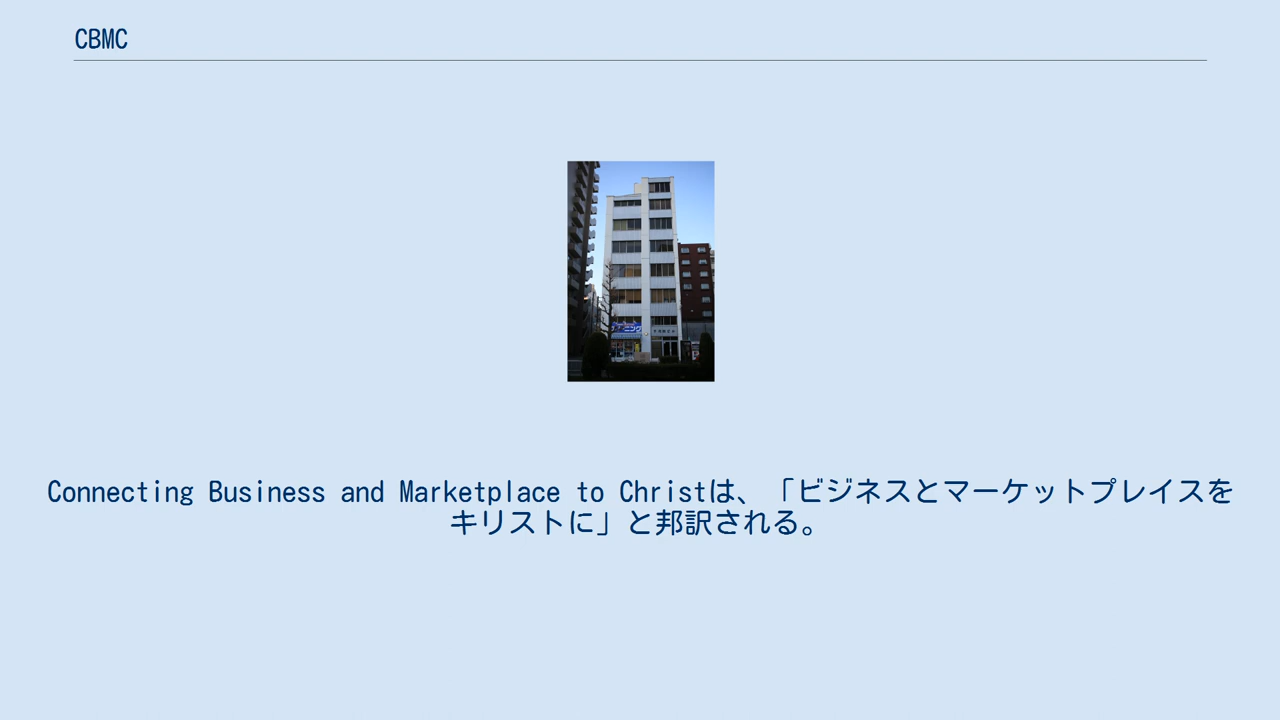 CBMC
Connecting Business and Marketplace to Christは、「ビジネスとマーケットプレイスを
キリストに」と邦訳される。